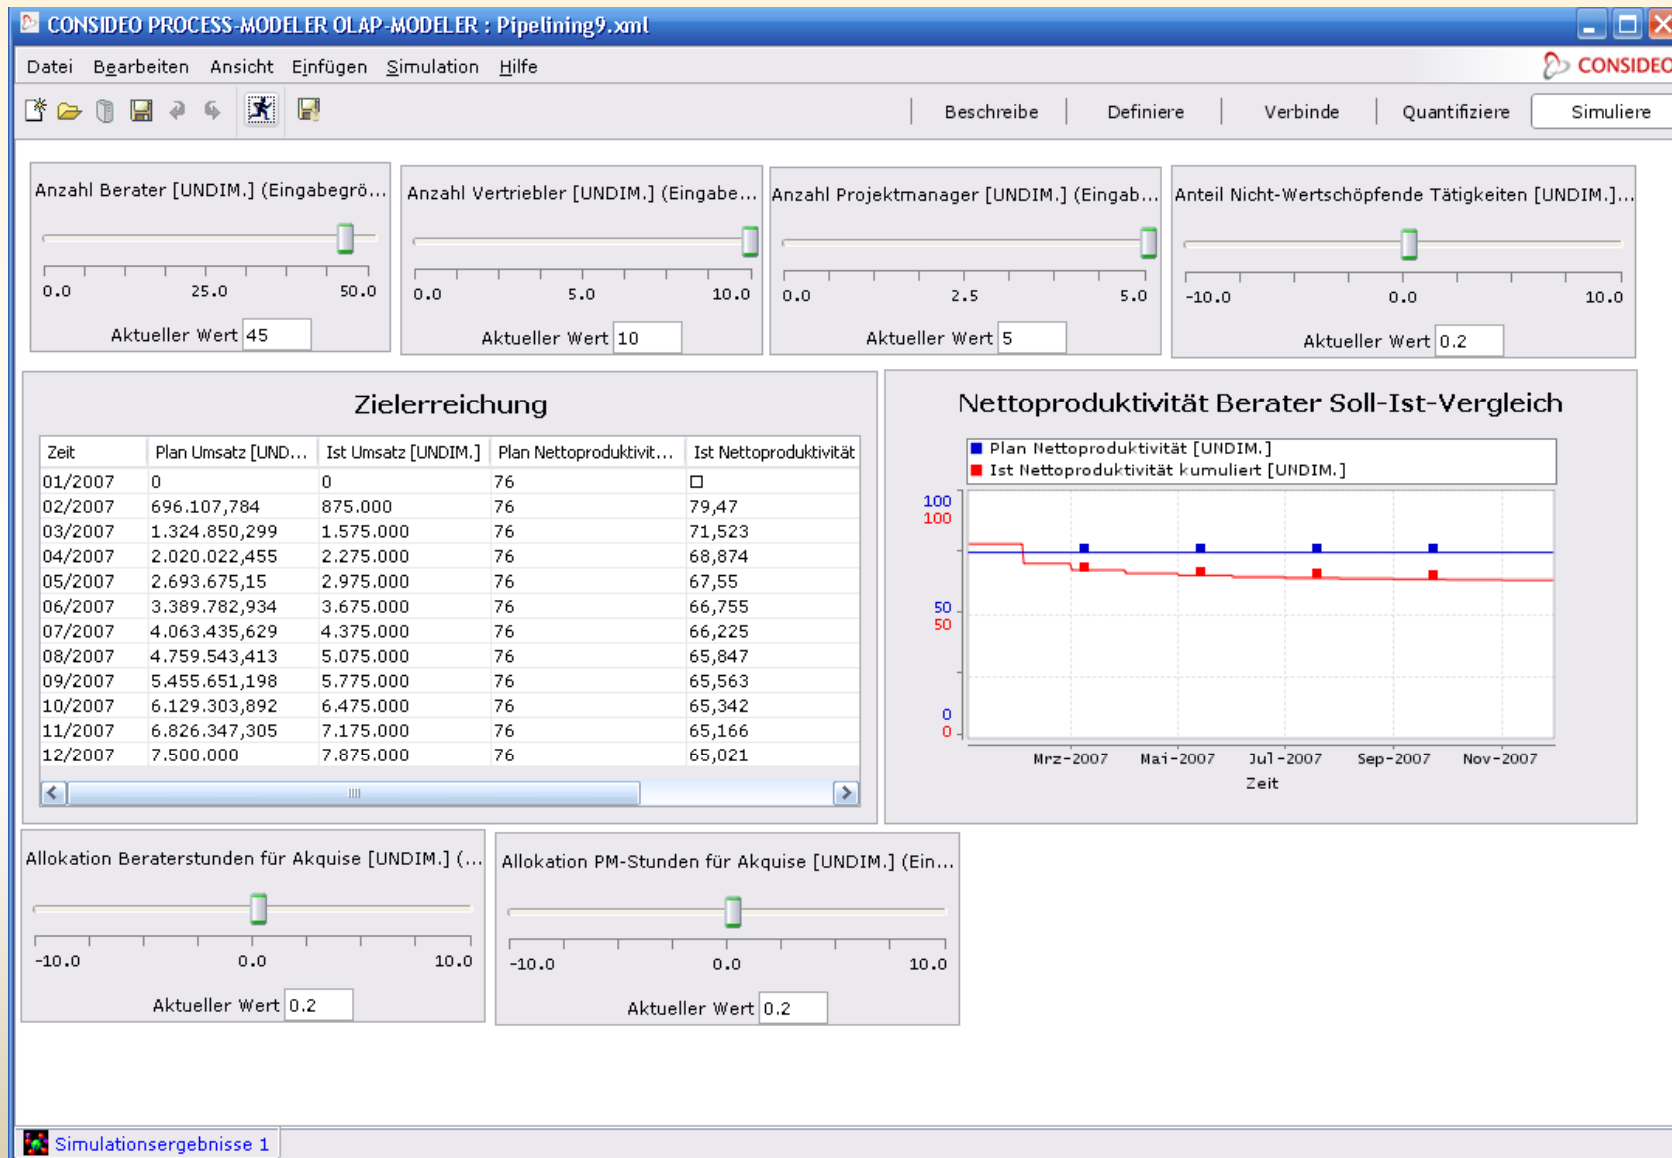 CONSIDEO PROCESS-MODELER OLAP-MODELER : Pipelining9.xml
Datei Bearbeiten Ansicht Einfügen Simulation Hilfe
CONSIDEO
Beschreibe Definiere Verbinde Quantifiziere Simuliere
Anzahl Berater [UNDIM.] (Eingabegrö...
0.0 25.0 50.0
Aktueller Wert 45
Anzahl Vertriebler [UNDIM.] (Eingabe...
0.0 5.0 10.0
Aktueller Wert 10
Anzahl Projektmanager [UNDIM.] (Eingab...
0.0 2.5 5.0
Aktueller Wert 5
Anteil Nicht-Wertschöpfende Tätigkeiten [UNDIM.]...
-10.0 0.0 10.0
Aktueller Wert 0.2
Zielerreichung
Zeit Plan Umsatz [UND... Ist Umsatz [UNDIM.] Plan Nettoproduktivit... Ist Nettoproduktivität
01/2007 0 0 76
02/2007 696.107,784 875.000 76 79,47
03/2007 1.324.850,299 1.575.000 76 71,523
04/2007 2.020.022,455 2.275.000 76 68,874
05/2007 2.693.675,15 2.975.000 76 67,55
06/2007 3.389.782,934 3.675.000 76 66,755
07/2007 4.063.435,629 4.375.000 76 66,225
08/2007 4.759.543,413 5.075.000 76 65,847
09/2007 5.455.651,198 5.775.000 76 65,563
10/2007 6.129.303,892 6.475.000 76 65,342
11/2007 6.826.347,305 7.175.000 76 65,166
12/2007 7.500.000 7.875.000 76 65,021
Nettoproduktivität Berater Soll-Ist-Vergleich
Plan Nettoproduktivität [UNDIM.]
Ist Nettoproduktivität kumuliert [UNDIM.]
100
100
50
50
0
0
Mrz-2007 Mai-2007 Jul-2007 Sep-2007 Nov-2007
Zeit
Allokation Beraterstunden für Akquise [UNDIM.] (...
-10.0 0.0 10.0
Aktueller Wert 0.2
Allokation PM-Stunden für Akquise [UNDIM.] (Ein...
-10.0 0.0 10.0
Aktueller Wert 0.2
Simulationsergebnisse 1